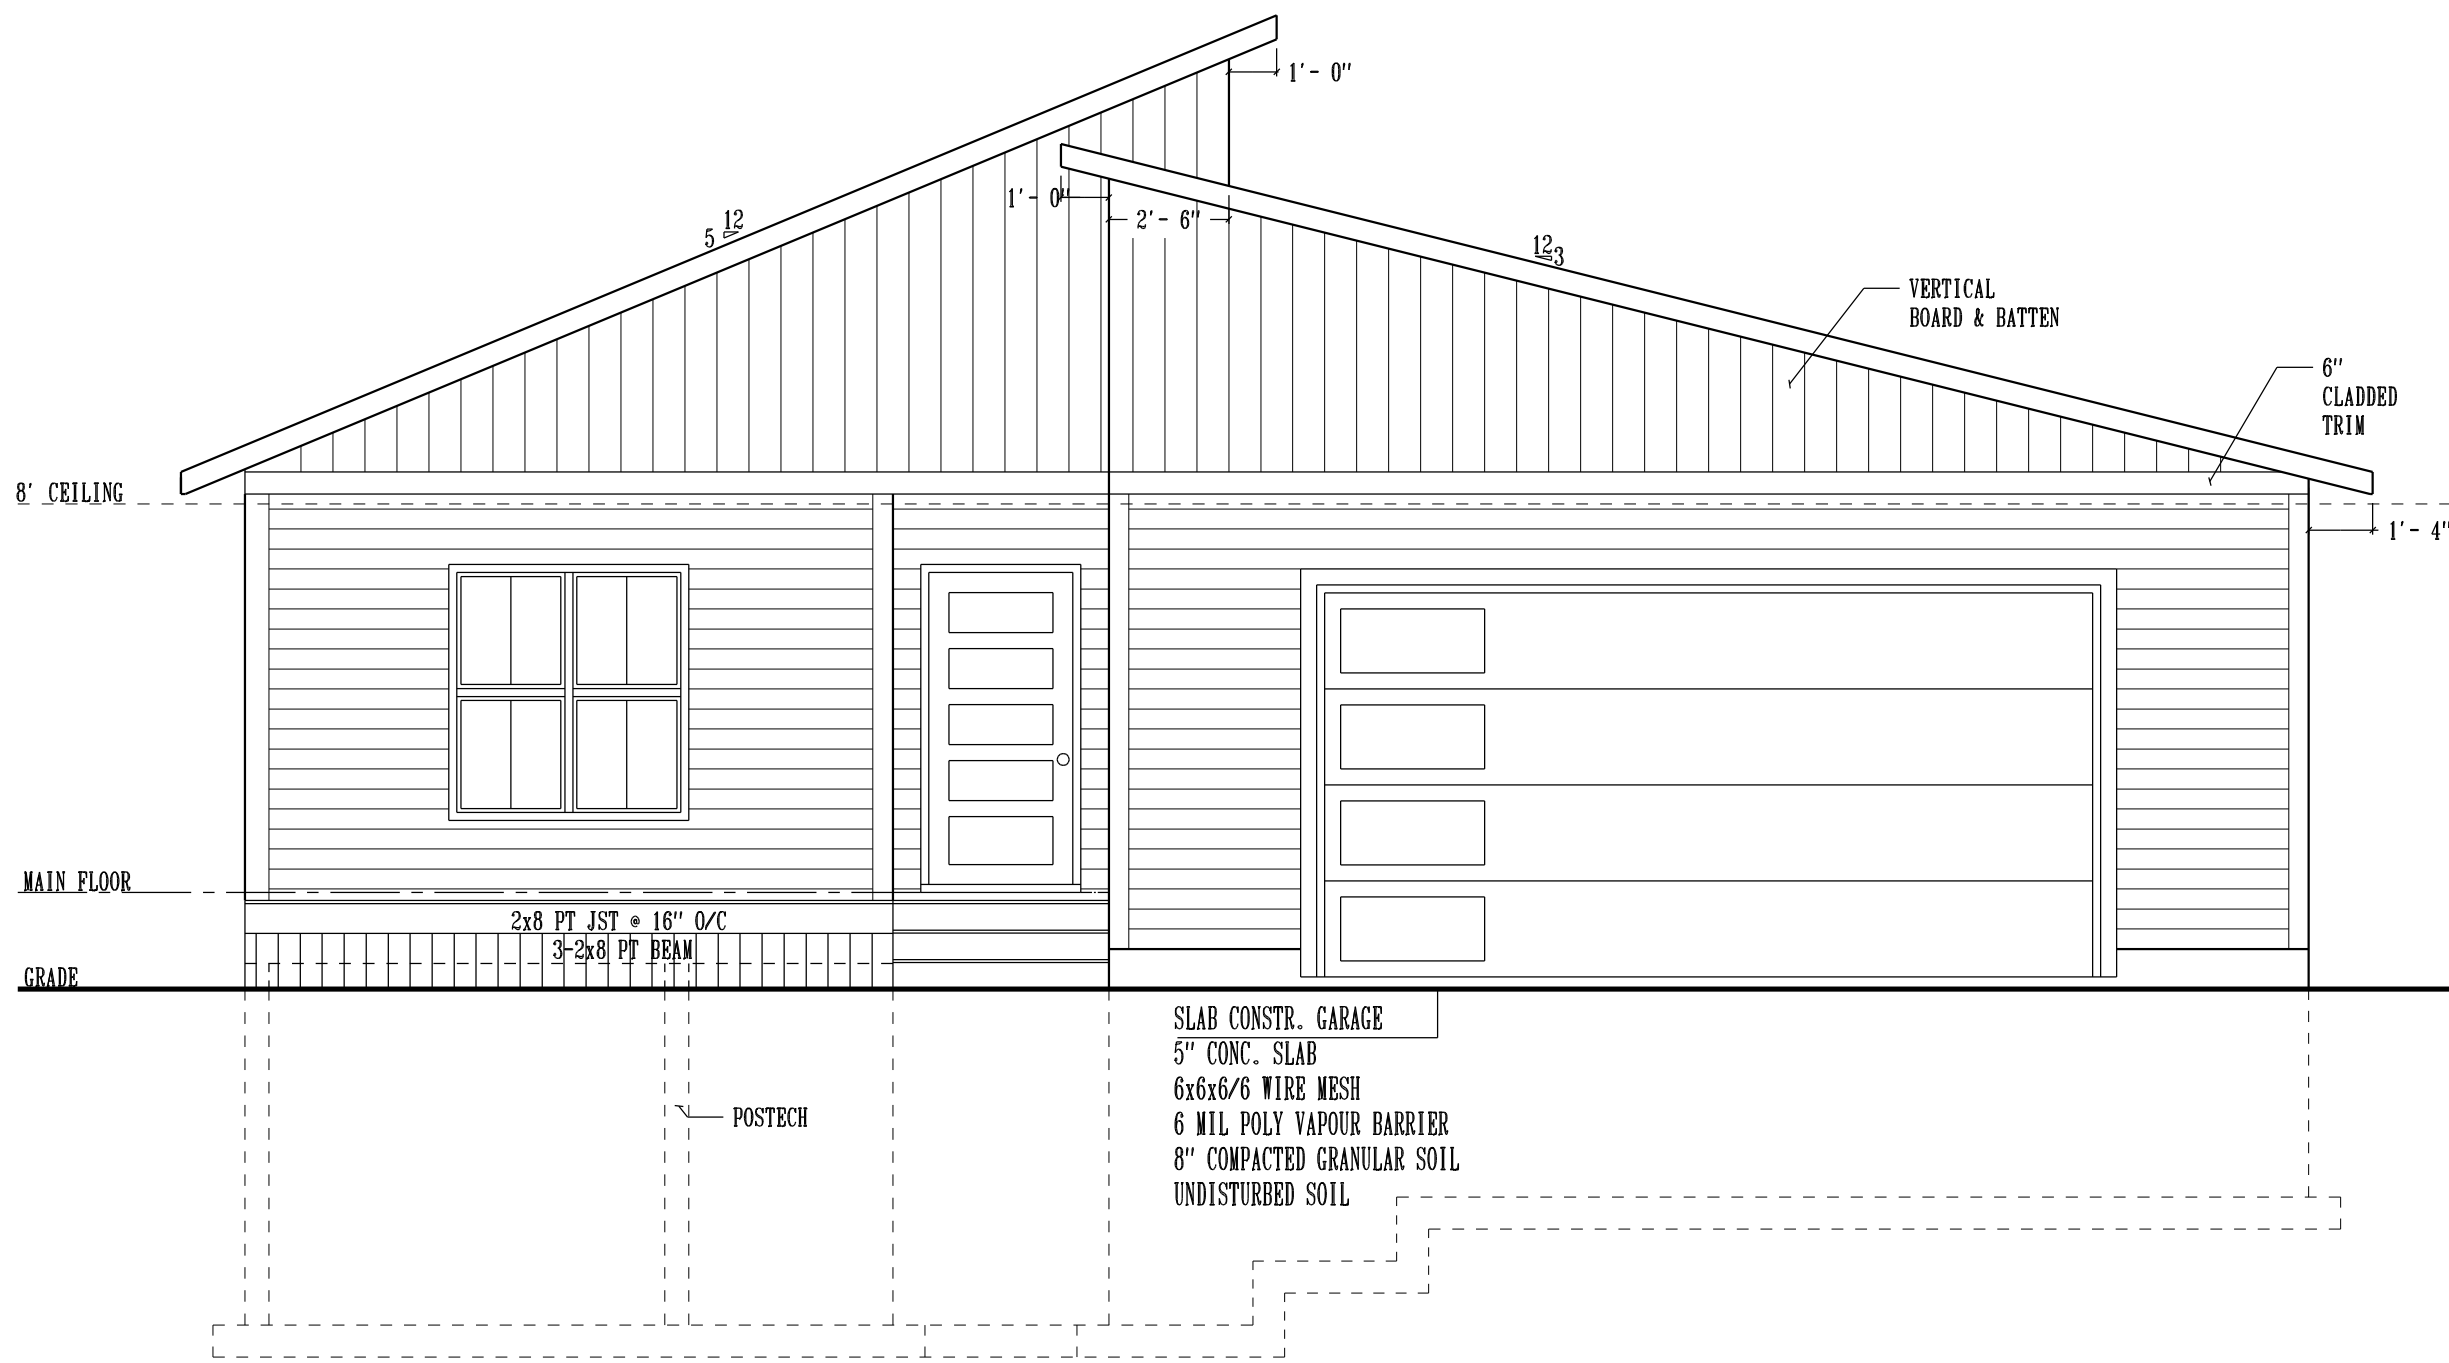 1'- 0"
1'- 0"
2'- 6"
12
5
12
3
VERTICAL
BOARD & BATTEN
6"
CLADDED
TRIM
8' CEILING
1'- 4"
MAIN FLOOR
2x8 PT JST @ 16" O/C
3-2x8 PT BEAM
GRADE
SLAB CONSTR. GARAGE
5" CONC. SLAB
6x6x6/6 WIRE MESH
6 MIL POLY VAPOUR BARRIER
8" COMPACTED GRANULAR SOIL
UNDISTURBED SOIL
POSTECH